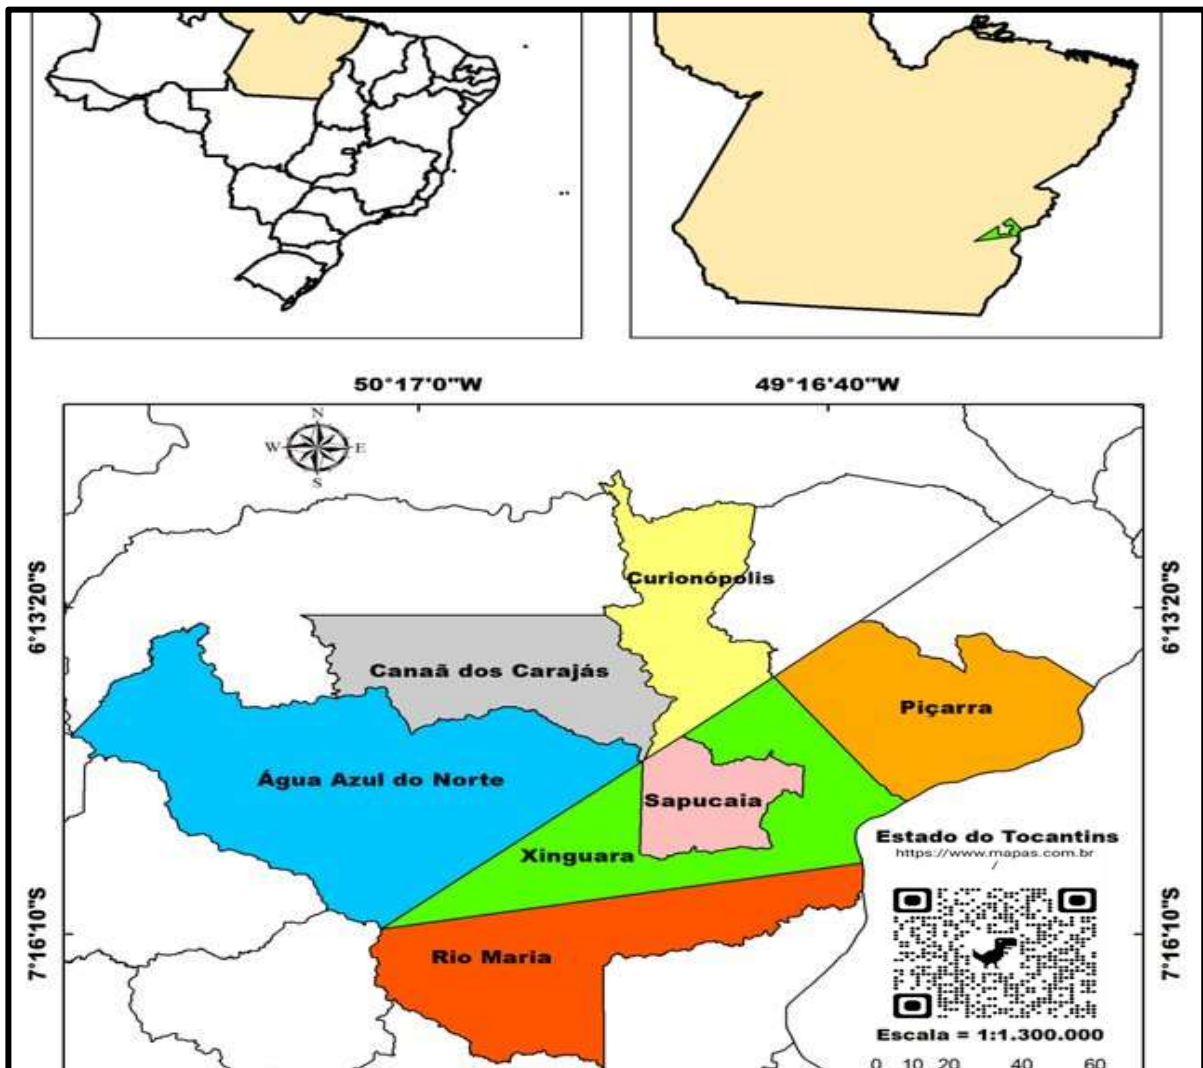 50°17'0"W
49°16'40"W
N
W
E
S
6°13'20"S
6°13'20"S
Curionópolis
Canaã dos Carajás
Piçarra
Água Azul do Norte
Sapucaia
Xinguara
Estado do Tocantins
https://www.mapas.com.br
/
7°16'10"S
7°16'10"S
Rio Maria
Escala = 1:1.300.000
0 10 20 40 60